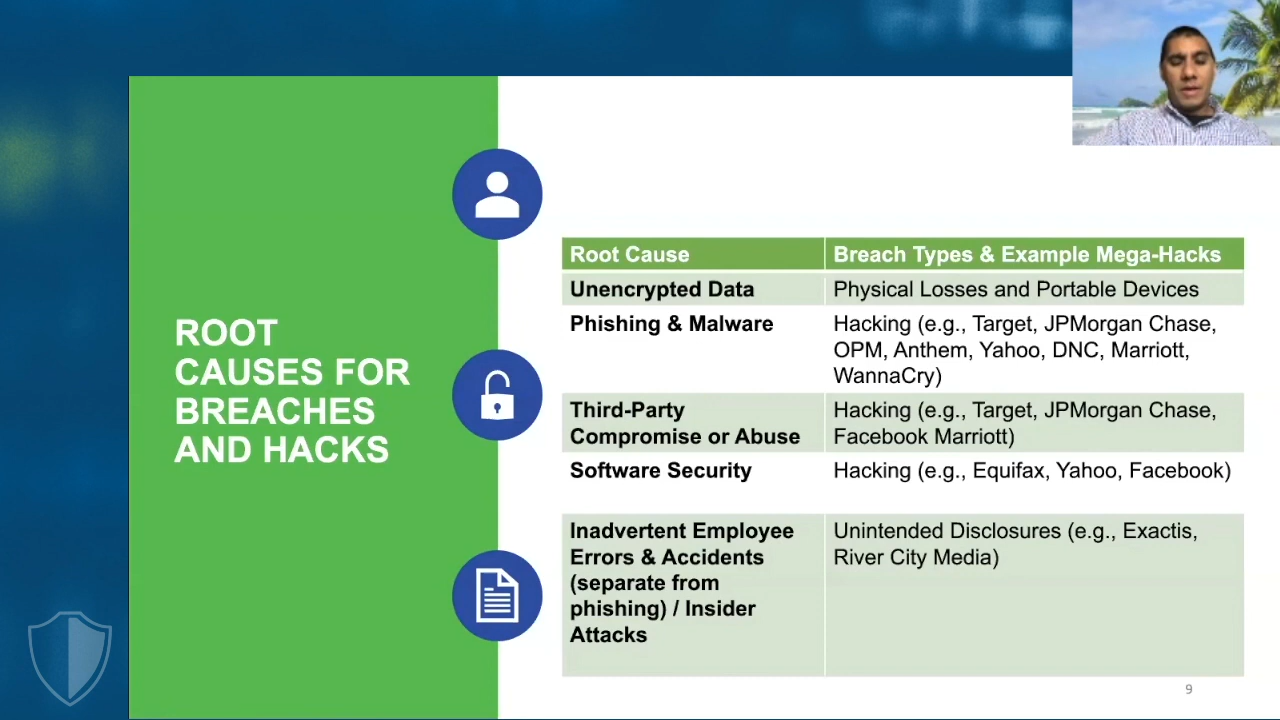 ROOT
CAUSES FOR
BREACHES
AND HACKS
Root Cause
Breach Types & Example Mega-Hacks
Unencrypted Data
Physical Losses and Portable Devices
Phishing & Malware
Hacking (e.g., Target, JPMorgan Chase,
OPM, Anthem, Yahoo, DNC, Marriott,
WannaCry)
Third-Party
Compromise or Abuse
Hacking (e.g., Target, JPMorgan Chase,
Facebook Marriott)
Software Security
Hacking (e.g., Equifax, Yahoo, Facebook)
Inadvertent Employee
Errors & Accidents
(separate from
phishing) / Insider
Attacks
Unintended Disclosures (e.g., Exactis,
River City Media)
9